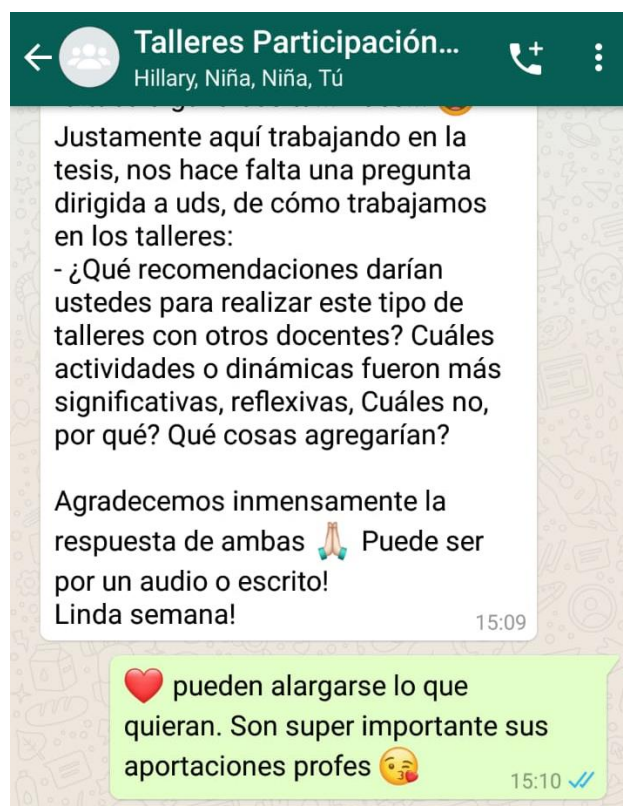 Talleres Participación...
Hillary, Niña, Niña, Tú
Justamente aquí trabajando en la
tesis, nos hace falta una pregunta
dirigida a uds, de cómo trabajamos
en los talleres:
- ¿Qué recomendaciones darían
ustedes para realizar este tipo de
talleres con otros docentes? Cuáles
actividades o dinámicas fueron más
significativas, reflexivas, Cuáles no,
por qué? Qué cosas agregarían?
Agradecemos inmensamente la
respuesta de ambas 🙏🏻 Puede ser
por un audio o escrito!
Linda semana!
15:09
❤️ pueden alargarse lo que
quieran. Son super importante sus
aportaciones profes 😘
15:10